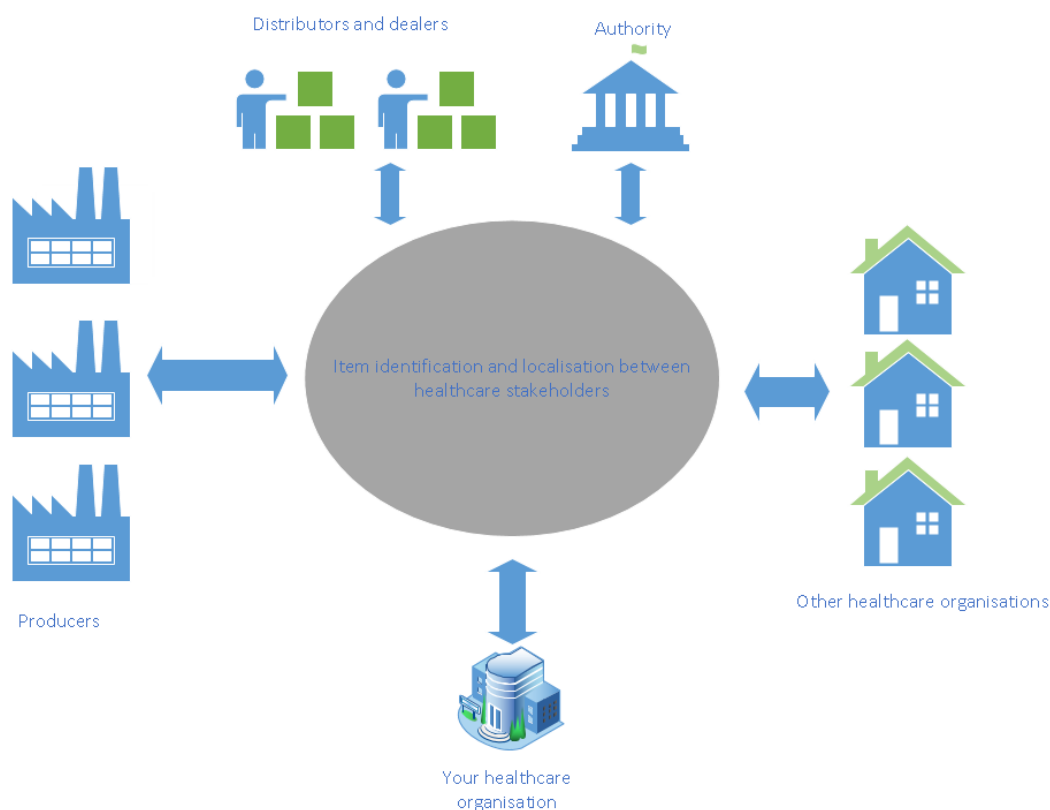 Distributors and dealers
Authority
Item identification and localisation between
healthcare stakeholders
Other healthcare organisations
Producers
Your healthcare
organisation